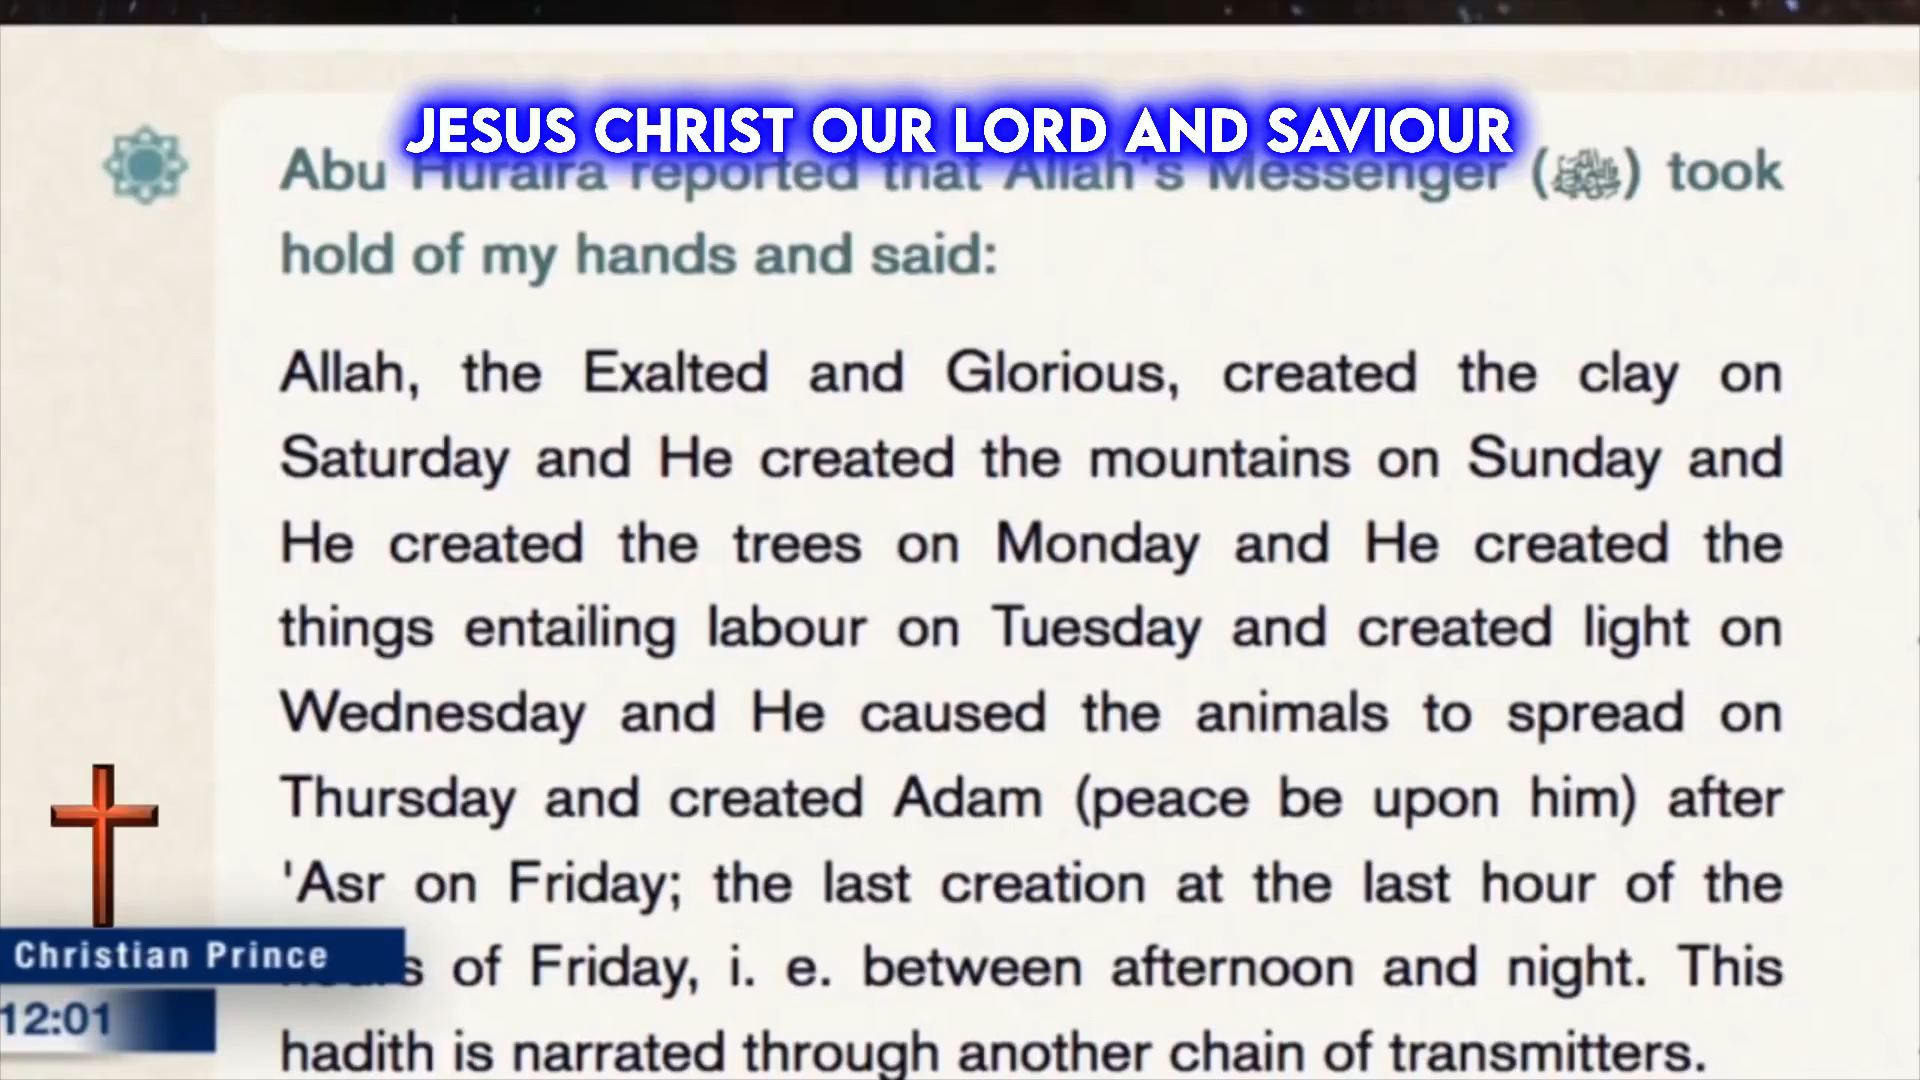 JESUS CHRIST OUR LORD AND SAVIOUR
Abu Huraira reported that Allah's Messenger (ﷺ) took
hold of my hands and said:
Allah, the Exalted and Glorious, created the clay on
Saturday and He created the mountains on Sunday and
He created the trees on Monday and He created the
things entailing labour on Tuesday and created light on
Wednesday and He caused the animals to spread on
Thursday and created Adam (peace be upon him) after
'Asr on Friday; the last creation at the last hour of the
of Friday, i. e. between afternoon and night. This
hadith is narrated through another chain of transmitters.
Christian Prince
12:01